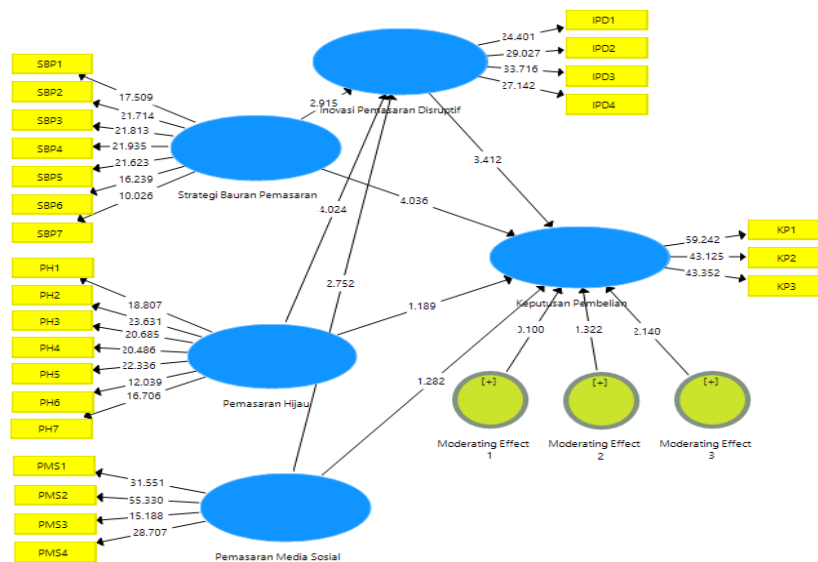 SBP1
SBP2
SBP3
SBP4
SBP5
SBP6
SBP7
17.509
21.714
21.813
21.935
21.623
16.239
10.026
Strategi Bauran Pemasaran
2.915
Inovasi Pemasaran Disruptif
24.401
29.027
33.716
27.142
IPD1
IPD2
IPD3
IPD4
3.412
4.036
4.024
2.752
PH1
PH2
PH3
PH4
PH5
PH6
PH7
18.807
23.631
20.685
20.486
22.336
12.039
16.706
Pemasaran Hijau
1.189
1.282
Keputusan Pembelian
59.242
43.125
43.352
KP1
KP2
KP3
0.100
1.322
2.140
[+]
[+]
[+]
Moderating Effect
1
Moderating Effect
2
Moderating Effect
3
PMS1
PMS2
PMS3
PMS4
31.551
55.330
15.188
28.707
Pemasaran Media Sosial